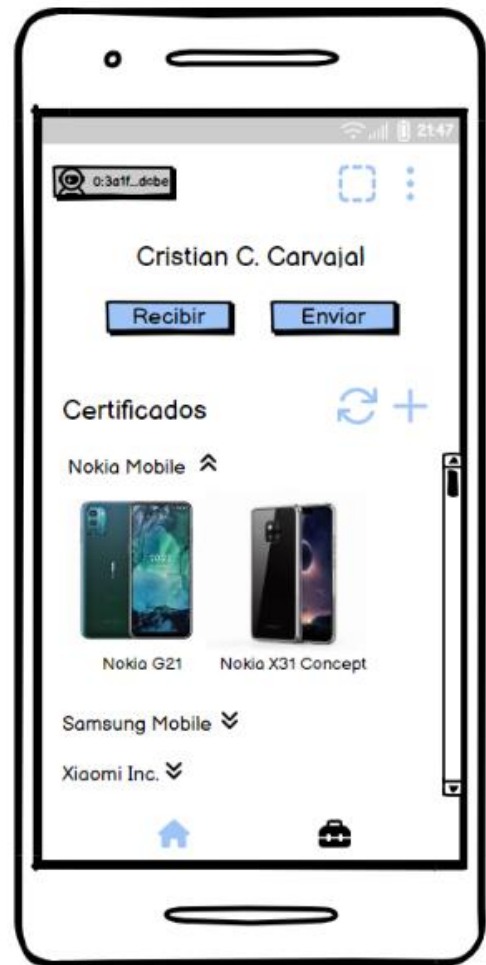 21:47
0:3a1f...dcbe
Cristian C. Carvajal
Recibir Enviar
Certificados
Nokia Mobile
Nokia G21 Nokia X31 Concept
Samsung Mobile
Xiaomi Inc.